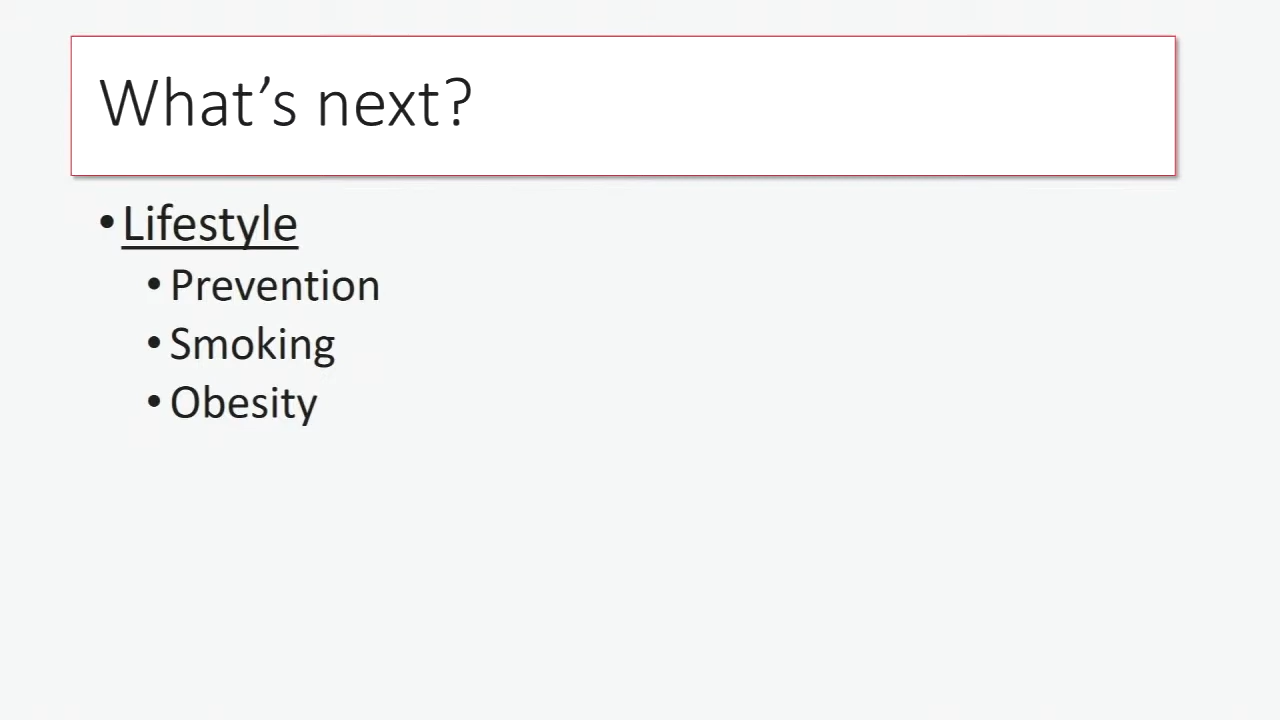 What’s next?
• Lifestyle
• Prevention
• Smoking
• Obesity